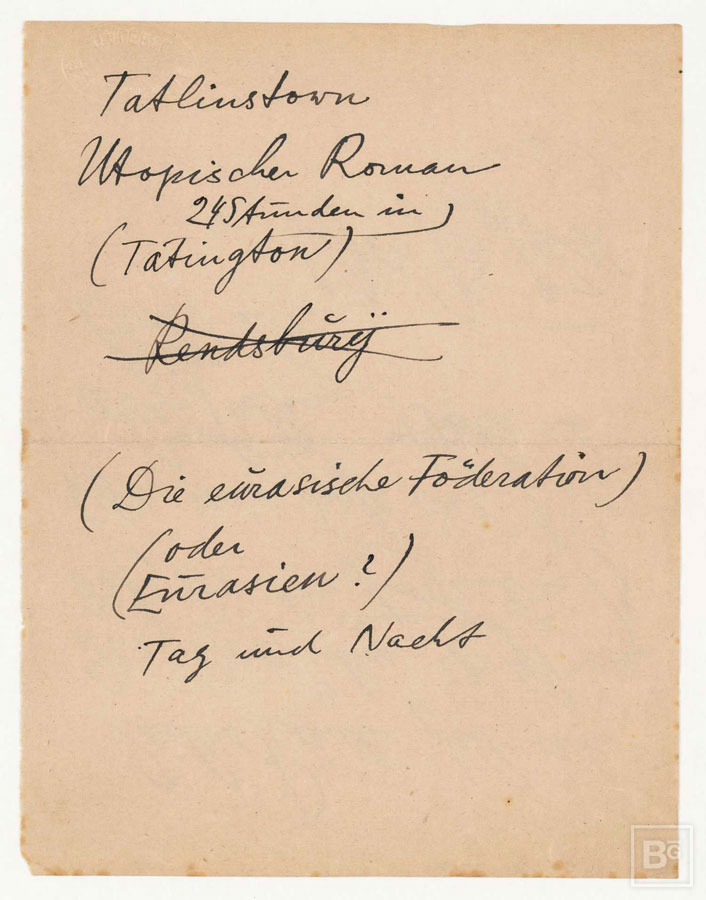 Tatlinstown
Utopischer Roman
24 Stunden in
(Tatington)
Rendsburg
(Die eurasische Föderation)
(oder
Eurasien?)
Tag und Nacht
BG